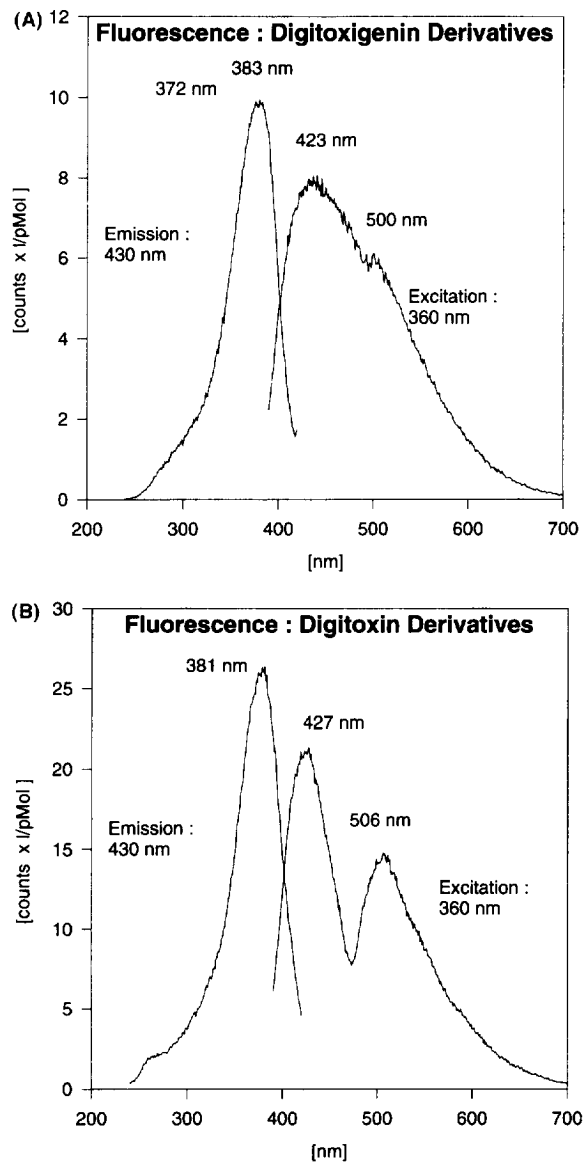 (A)
Fluorescence : Digitoxigenin Derivatives
12
10
8
6
4
2
0
[counts x l/pMol ]
383 nm
372 nm
423 nm
500 nm
Emission :
430 nm
Excitation :
360 nm
200 300 400 500 600 700
[nm]
(B)
Fluorescence : Digitoxin Derivatives
30
25
20
15
10
5
0
[counts x l/pMol ]
381 nm
427 nm
506 nm
Emission :
430 nm
Excitation :
360 nm
200 300 400 500 600 700
[nm]